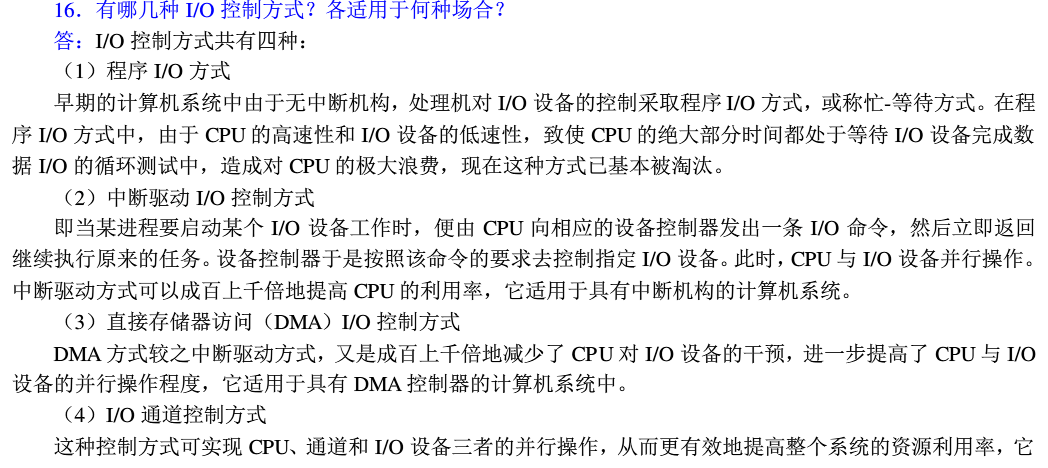 16．有哪几种 I/O 控制方式？各适用于何种场合？
答：I/O 控制方式共有四种：
（1）程序 I/O 方式
早期的计算机系统中由于无中断机构，处理机对 I/O 设备的控制采取程序 I/O 方式，或称忙-等待方式。在程
序 I/O 方式中，由于 CPU 的高速性和 I/O 设备的低速性，致使 CPU 的绝大部分时间都处于等待 I/O 设备完成数
据 I/O 的循环测试中，造成对 CPU 的极大浪费，现在这种方式已基本被淘汰。
（2）中断驱动 I/O 控制方式
即当某进程要启动某个 I/O 设备工作时，便由 CPU 向相应的设备控制器发出一条 I/O 命令，然后立即返回
继续执行原来的任务。设备控制器于是按照该命令的要求去控制指定 I/O 设备。此时，CPU 与 I/O 设备并行操作。
中断驱动方式可以成百上千倍地提高 CPU 的利用率，它适用于具有中断机构的计算机系统。
（3）直接存储器访问（DMA）I/O 控制方式
DMA 方式较之中断驱动方式，又是成百上千倍地减少了 CPU 对 I/O 设备的干预，进一步提高了 CPU 与 I/O
设备的并行操作程度，它适用于具有 DMA 控制器的计算机系统中。
（4）I/O 通道控制方式
这种控制方式可实现 CPU、通道和 I/O 设备三者的并行操作，从而更有效地提高整个系统的资源利用率，它